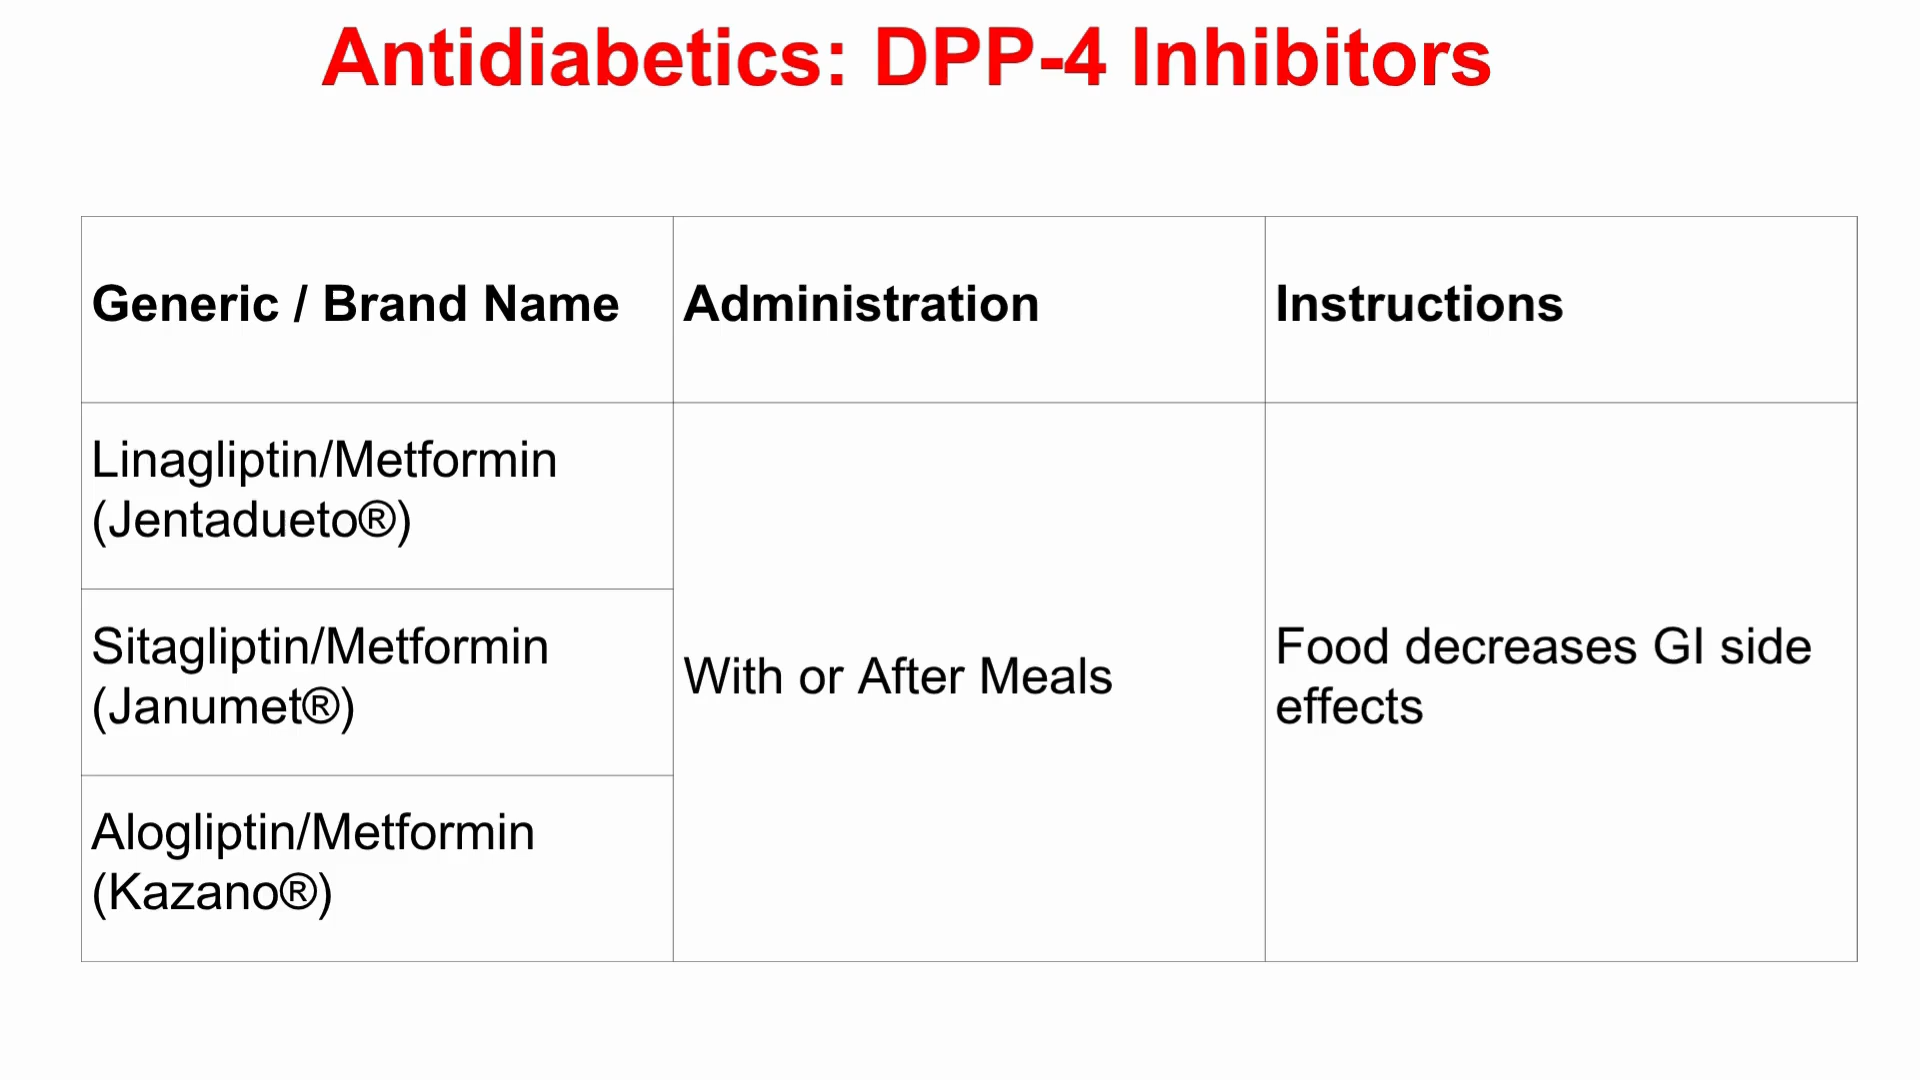 Antidiabetics: DPP-4 Inhibitors
Generic / Brand Name
Administration
Instructions
Linagliptin/Metformin
(Jentadueto®)
Sitagliptin/Metformin
(Janumet®)
Alogliptin/Metformin
(Kazano®)
With or After Meals
Food decreases GI side
effects